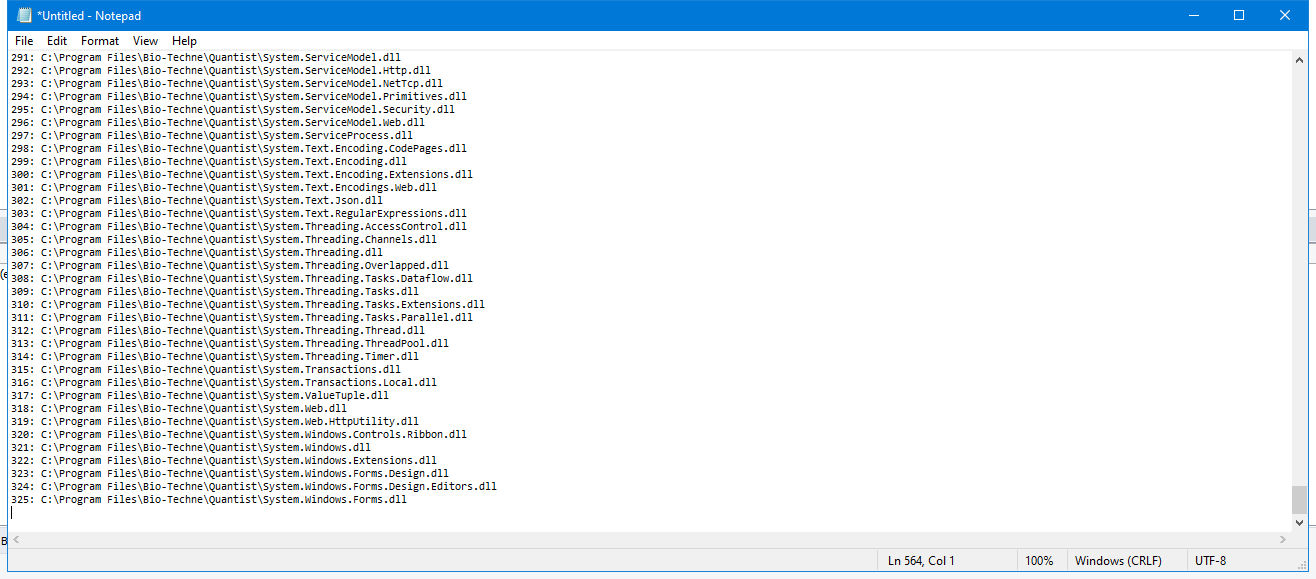 *Untitled - Notepad
File Edit Format View Help
291: C:\Program Files\Bio-Techne\Quantist\System.ServiceModel.dll
292: C:\Program Files\Bio-Techne\Quantist\System.ServiceModel.Http.dll
293: C:\Program Files\Bio-Techne\Quantist\System.ServiceModel.NetTcp.dll
294: C:\Program Files\Bio-Techne\Quantist\System.ServiceModel.Primitives.dll
295: C:\Program Files\Bio-Techne\Quantist\System.ServiceModel.Security.dll
296: C:\Program Files\Bio-Techne\Quantist\System.ServiceModel.Web.dll
297: C:\Program Files\Bio-Techne\Quantist\System.ServiceProcess.dll
298: C:\Program Files\Bio-Techne\Quantist\System.Text.Encoding.CodePages.dll
299: C:\Program Files\Bio-Techne\Quantist\System.Text.Encoding.dll
300: C:\Program Files\Bio-Techne\Quantist\System.Text.Encoding.Extensions.dll
301: C:\Program Files\Bio-Techne\Quantist\System.Text.Encodings.Web.dll
302: C:\Program Files\Bio-Techne\Quantist\System.Text.Json.dll
303: C:\Program Files\Bio-Techne\Quantist\System.Text.RegularExpressions.dll
304: C:\Program Files\Bio-Techne\Quantist\System.Threading.AccessControl.dll
305: C:\Program Files\Bio-Techne\Quantist\System.Threading.Channels.dll
306: C:\Program Files\Bio-Techne\Quantist\System.Threading.dll
307: C:\Program Files\Bio-Techne\Quantist\System.Threading.Overlapped.dll
308: C:\Program Files\Bio-Techne\Quantist\System.Threading.Tasks.Dataflow.dll
309: C:\Program Files\Bio-Techne\Quantist\System.Threading.Tasks.dll
310: C:\Program Files\Bio-Techne\Quantist\System.Threading.Tasks.Extensions.dll
311: C:\Program Files\Bio-Techne\Quantist\System.Threading.Tasks.Parallel.dll
312: C:\Program Files\Bio-Techne\Quantist\System.Threading.Thread.dll
313: C:\Program Files\Bio-Techne\Quantist\System.Threading.ThreadPool.dll
314: C:\Program Files\Bio-Techne\Quantist\System.Threading.Timer.dll
315: C:\Program Files\Bio-Techne\Quantist\System.Transactions.dll
316: C:\Program Files\Bio-Techne\Quantist\System.Transactions.Local.dll
317: C:\Program Files\Bio-Techne\Quantist\System.ValueTuple.dll
318: C:\Program Files\Bio-Techne\Quantist\System.Web.dll
319: C:\Program Files\Bio-Techne\Quantist\System.Web.HttpUtility.dll
320: C:\Program Files\Bio-Techne\Quantist\System.Windows.Controls.Ribbon.dll
321: C:\Program Files\Bio-Techne\Quantist\System.Windows.dll
322: C:\Program Files\Bio-Techne\Quantist\System.Windows.Extensions.dll
323: C:\Program Files\Bio-Techne\Quantist\System.Windows.Forms.Design.dll
324: C:\Program Files\Bio-Techne\Quantist\System.Windows.Forms.Design.Editors.dll
325: C:\Program Files\Bio-Techne\Quantist\System.Windows.Forms.dll
Ln 564, Col 1 100% Windows (CRLF) UTF-8